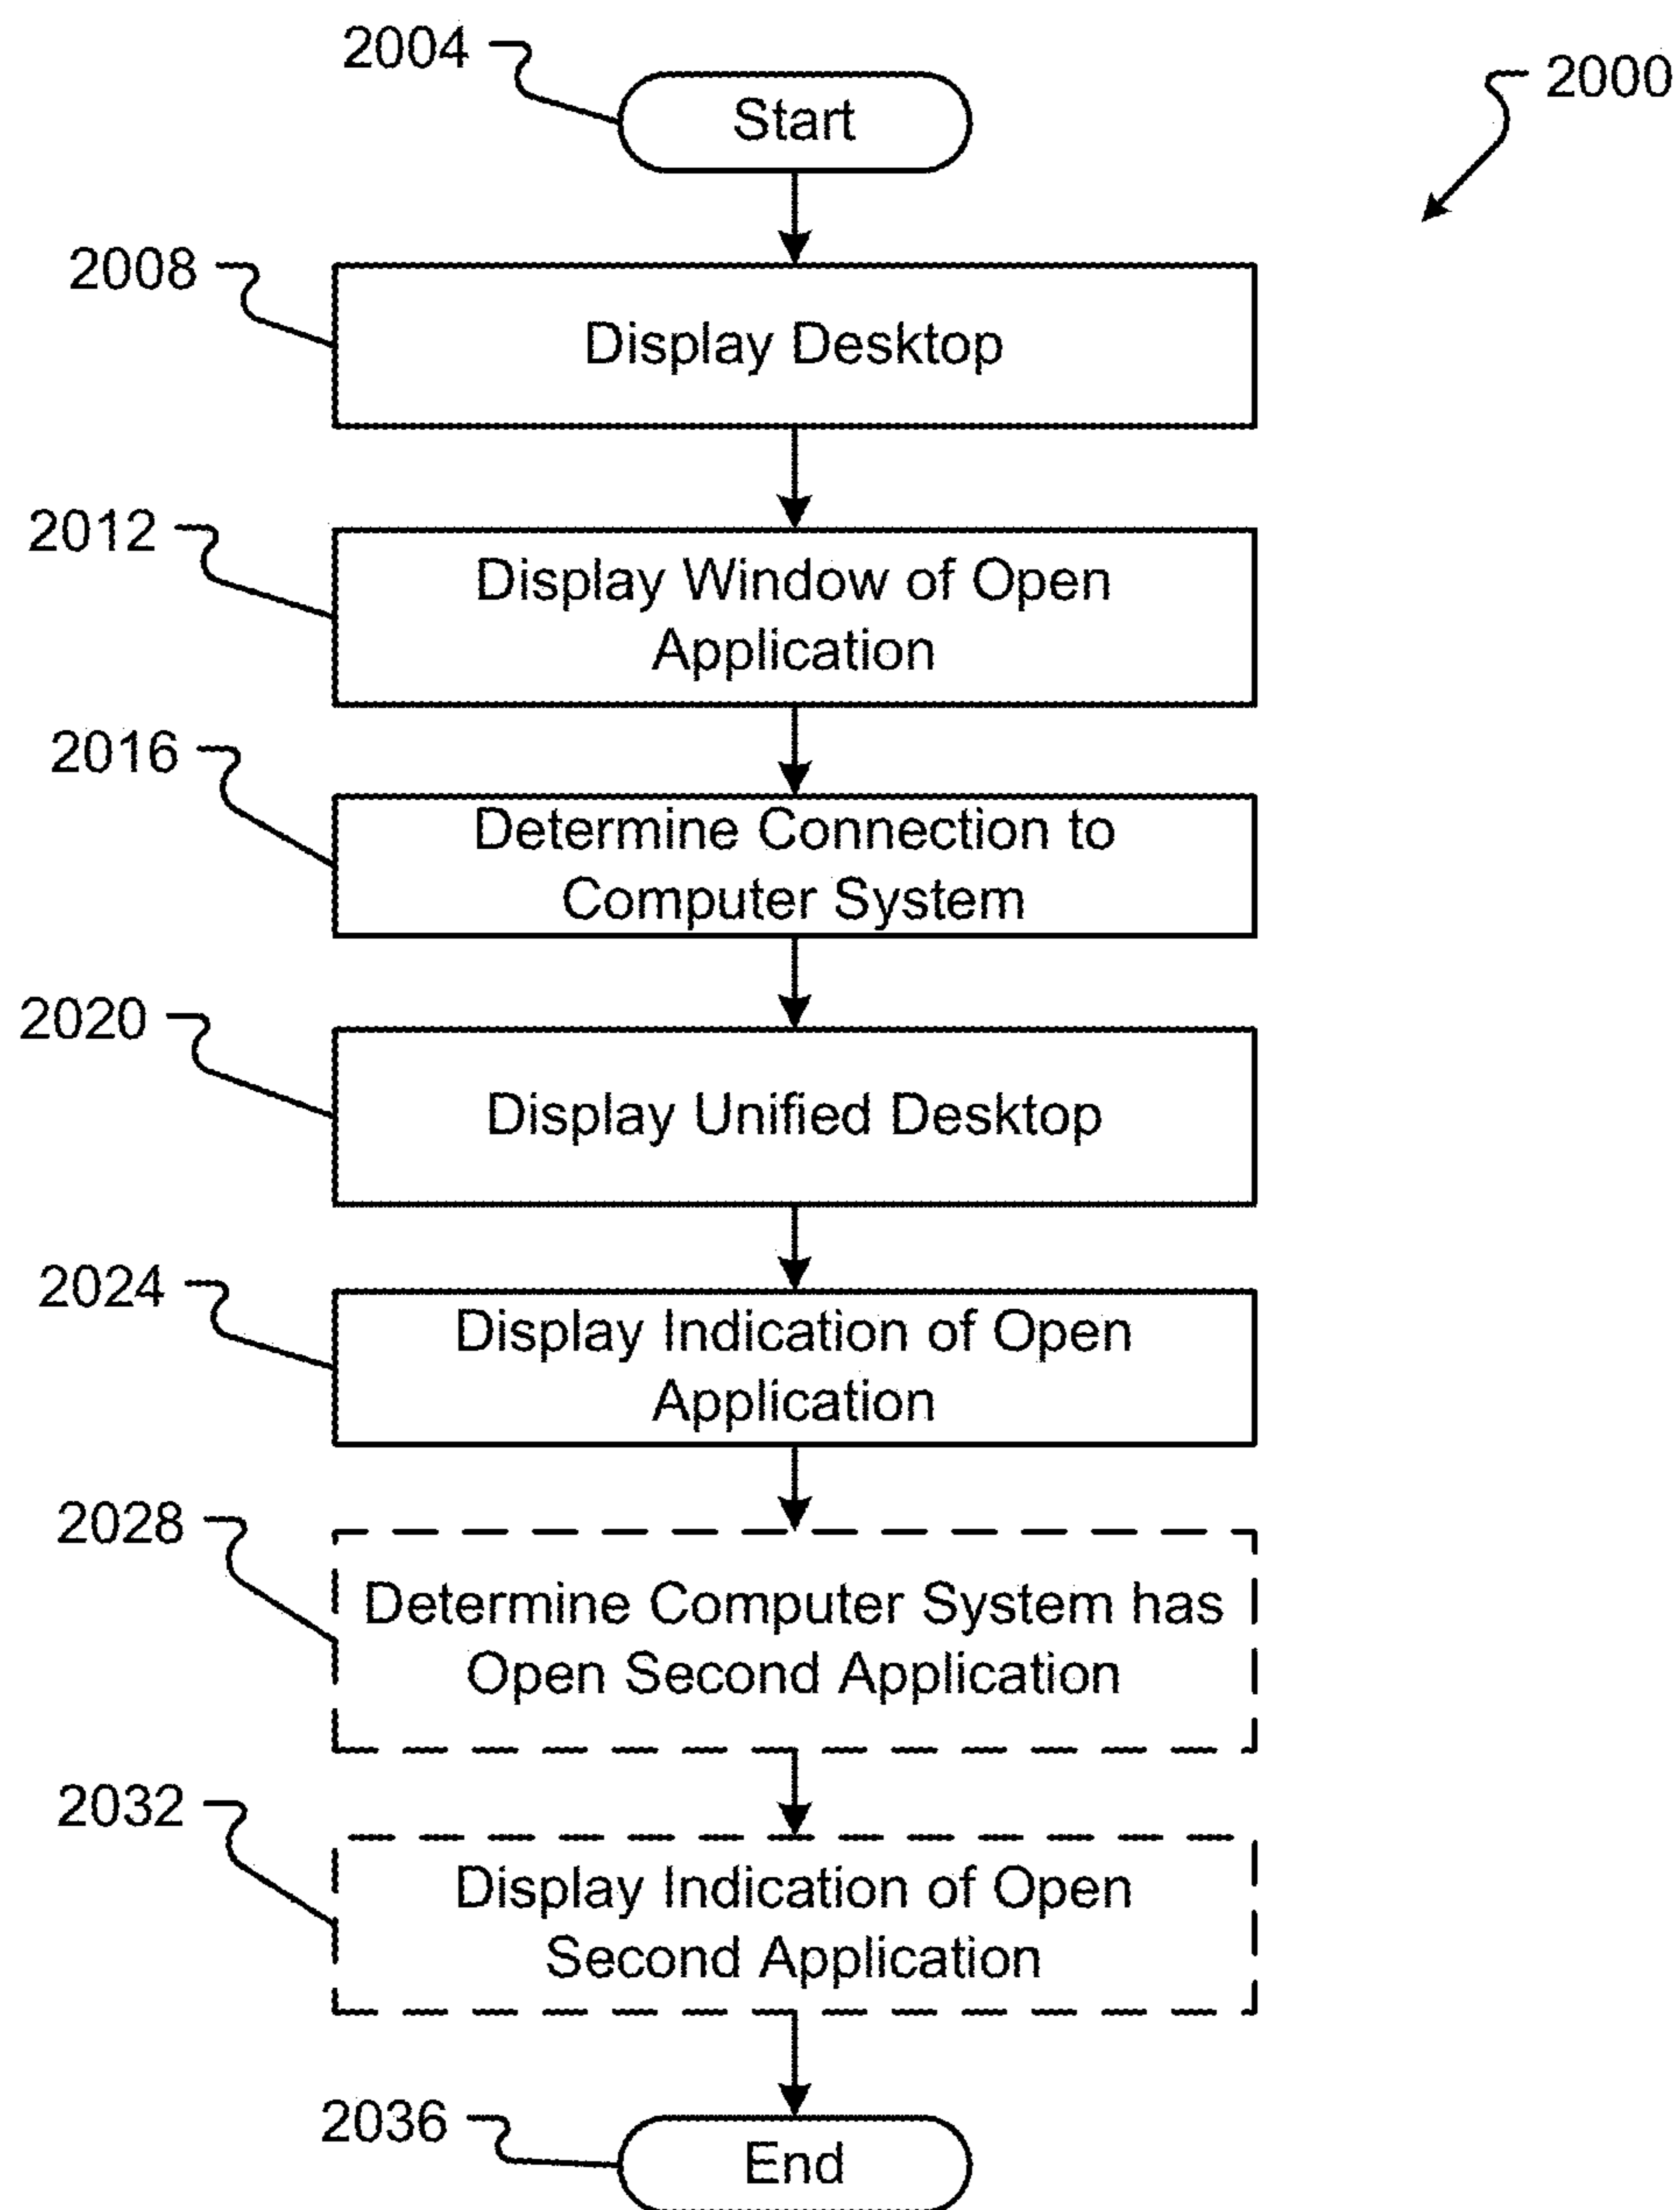 2004
Start
2000
2008
Display Desktop
2012
Display Window of Open
Application
2016
Determine Connection to
Computer System
2020
Display Unified Desktop
2024
Display Indication of Open
Application
2028
Determine Computer System has
Open Second Application
2032
Display Indication of Open
Second Application
2036
End